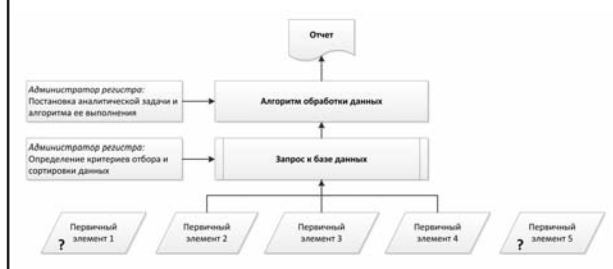 Отчет
Администратор регистра:
Постановка аналитической задачи и
алгоритма ее выполнения
Алгоритм обработки данных
Администратор регистра:
Определение критериев отбора и
сортировки данных
Запрос к базе данных
Первичный
? элемент 1
Первичный
элемент 2
Первичный
элемент 3
Первичный
элемент 4
Первичный
? элемент 5